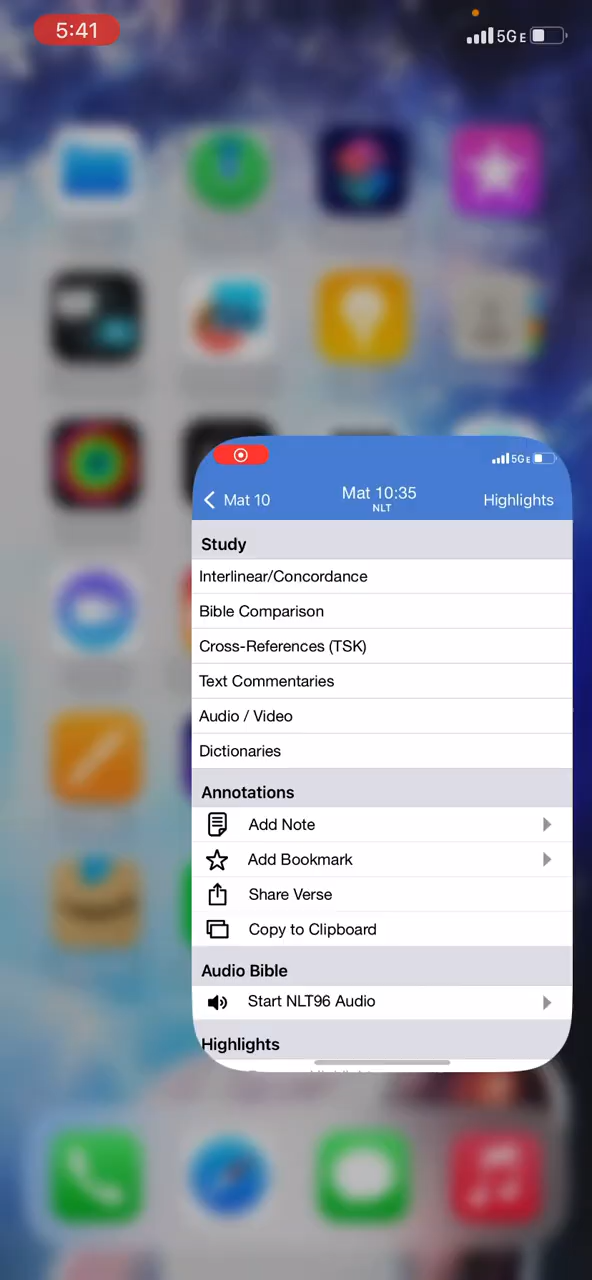 5:41
5G E
5G E
Mat 10
Mat 10:35
NLT
Highlights
Study
Interlinear/Concordance
Bible Comparison
Cross-References (TSK)
Text Commentaries
Audio / Video
Dictionaries
Annotations
Add Note
Add Bookmark
Share Verse
Copy to Clipboard
Audio Bible
Start NLT96 Audio
Highlights